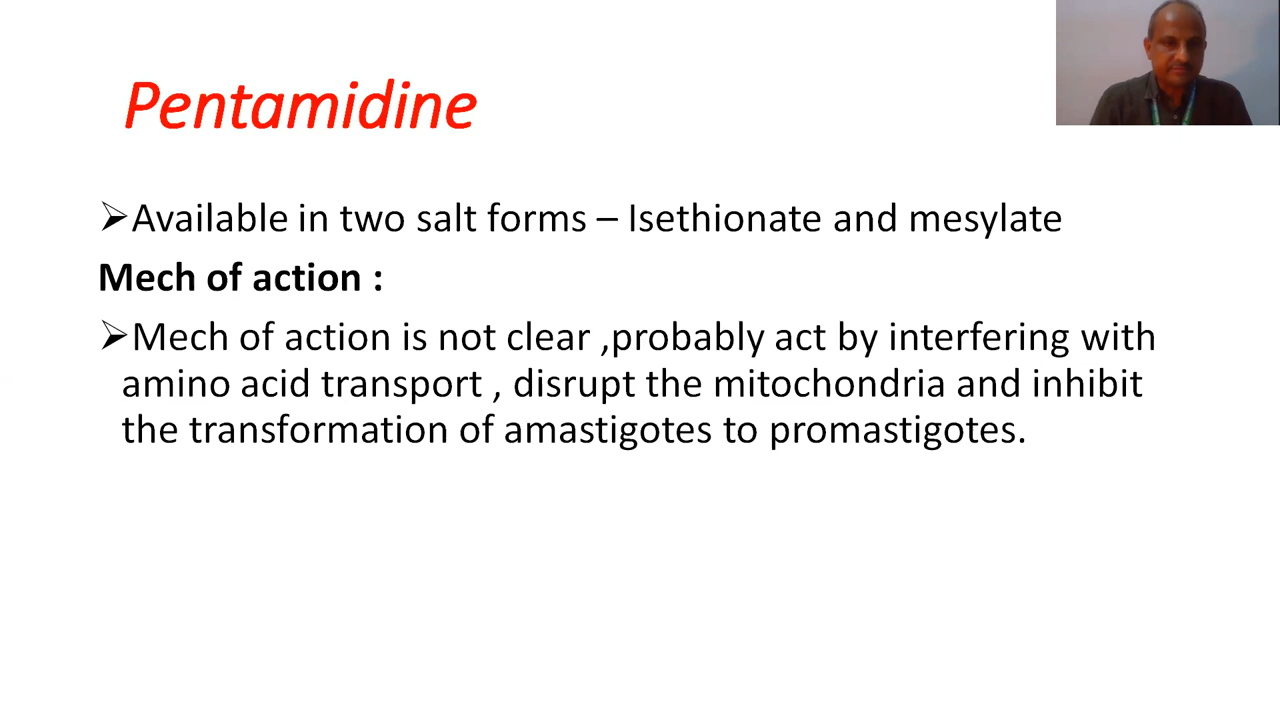 Pentamidine
➢Available in two salt forms – Isethionate and mesylate
Mech of action :
➢Mech of action is not clear ,probably act by interfering with
amino acid transport , disrupt the mitochondria and inhibit
the transformation of amastigotes to promastigotes.